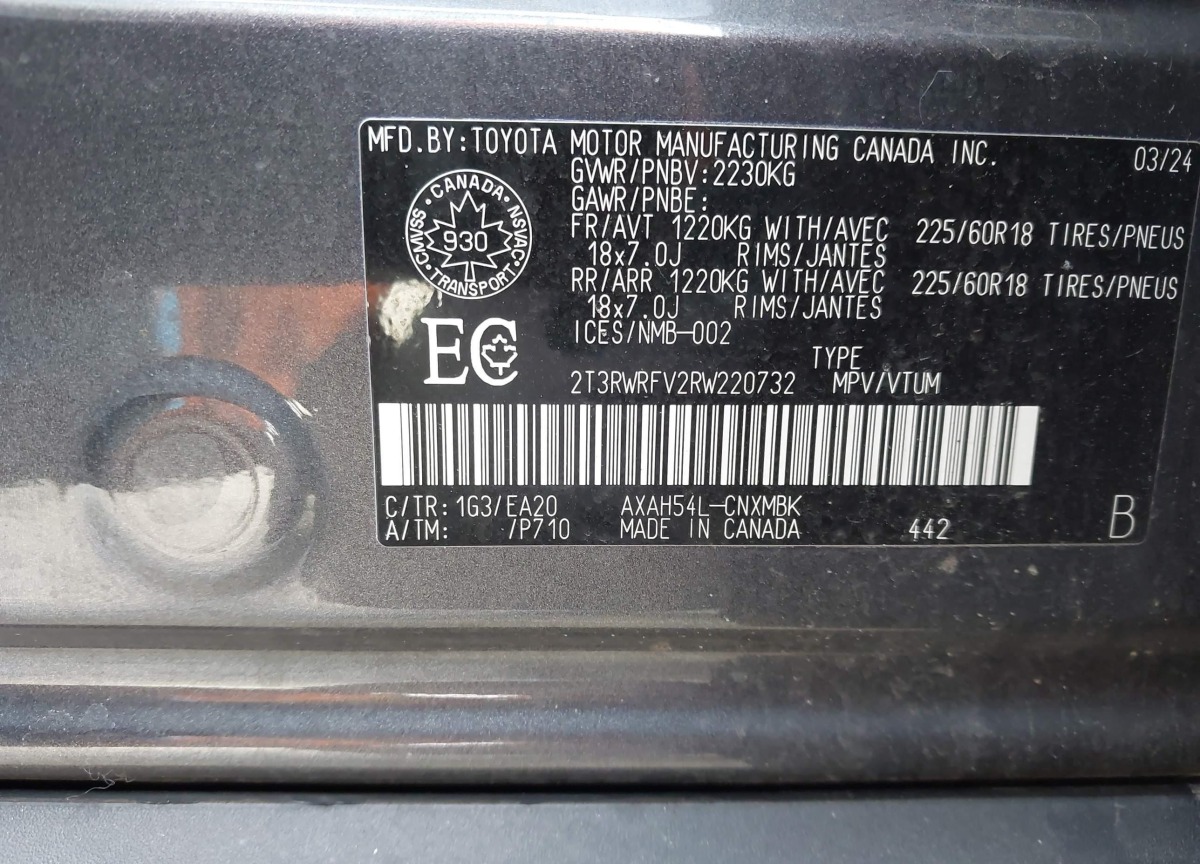 MFD.BY:TOYOTA MOTOR MANUFACTURING CANADA INC. 03/24
GVWR/PNBV:2230KG
GAWR/PNBE:
FR/AVT 1220KG WITH/AVEC 225/60R18 TIRES/PNEUS
18x7.0J RIMS/JANTES
RR/ARR 1220KG WITH/AVEC 225/60R18 TIRES/PNEUS
18x7.0J RIMS/JANTES
ICES/NMB-002
CANADA · NSVAC · TRANSPORT · CMVSS
930
EC
TYPE
2T3RWRFV2RW220732 MPV/VTUM
C/TR: 1G3/EA20 AXAH54L-CNXMBK
A/TM: /P710 MADE IN CANADA 442 B